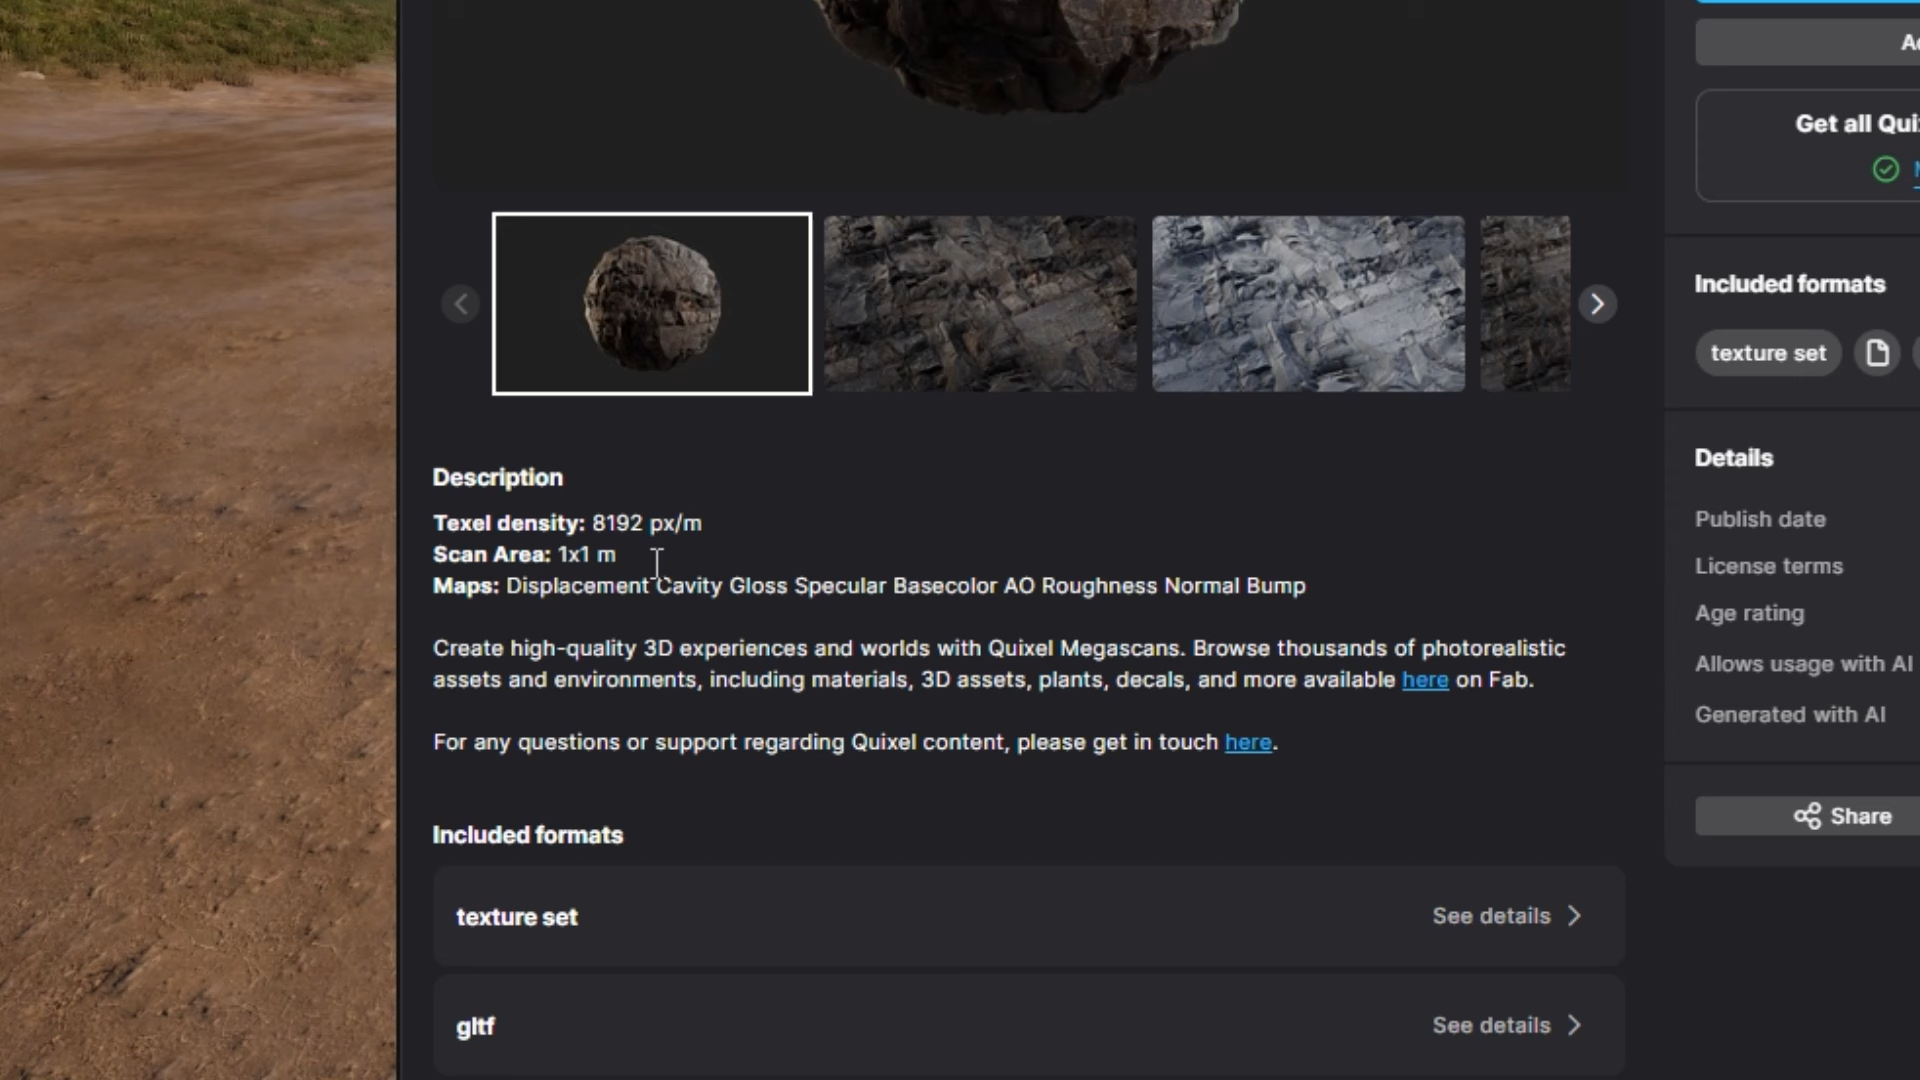 Description
Texel density: 8192 px/m
Scan Area: 1x1 m
Maps: Displacement Cavity Gloss Specular Basecolor AO Roughness Normal Bump
Create high-quality 3D experiences and worlds with Quixel Megascans. Browse thousands of photorealistic
assets and environments, including materials, 3D assets, plants, decals, and more available here on Fab.
For any questions or support regarding Quixel content, please get in touch here.
Included formats
texture set
See details
gltf
See details
Get all
Included formats
texture set
Details
Publish date
License terms
Age rating
Allows usage with AI
Generated with AI
Share